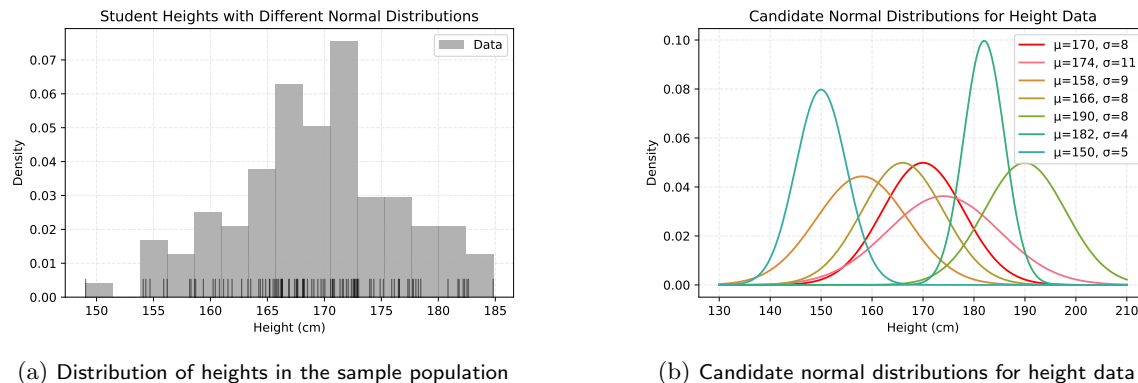 Student Heights with Different Normal Distributions
Data
Density
0.07
0.06
0.05
0.04
0.03
0.02
0.01
0.00
150 155 160 165 170 175 180 185
Height (cm)
(a) Distribution of heights in the sample population
Candidate Normal Distributions for Height Data
μ=170, σ=8
μ=174, σ=11
μ=158, σ=9
μ=166, σ=8
μ=190, σ=8
μ=182, σ=4
μ=150, σ=5
Density
0.10
0.08
0.06
0.04
0.02
0.00
130 140 150 160 170 180 190 200 210
Height (cm)
(b) Candidate normal distributions for height data